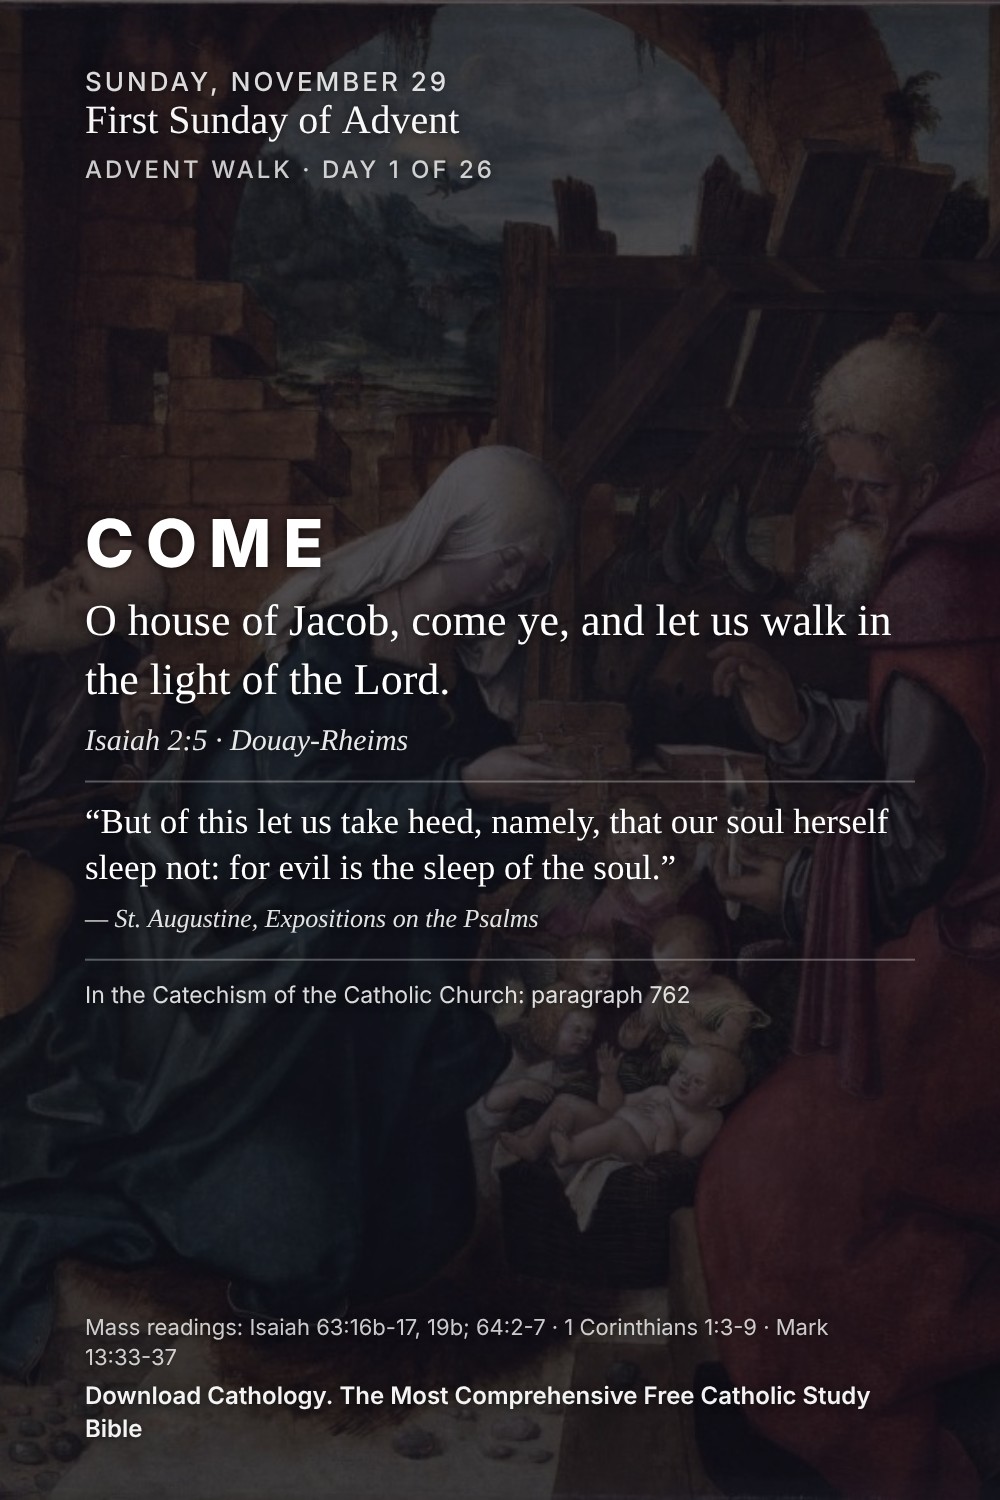 SUNDAY, NOVEMBER 29
First Sunday of Advent
ADVENT WALK · DAY 1 OF 26
COME
O house of Jacob, come ye, and let us walk in
the light of the Lord.
Isaiah 2:5 · Douay-Rheims
“But of this let us take heed, namely, that our soul herself
sleep not: for evil is the sleep of the soul.”
— St. Augustine, Expositions on the Psalms
In the Catechism of the Catholic Church: paragraph 762
Mass readings: Isaiah 63:16b-17, 19b; 64:2-7 · 1 Corinthians 1:3-9 · Mark
13:33-37
Download Cathology. The Most Comprehensive Free Catholic Study
Bible